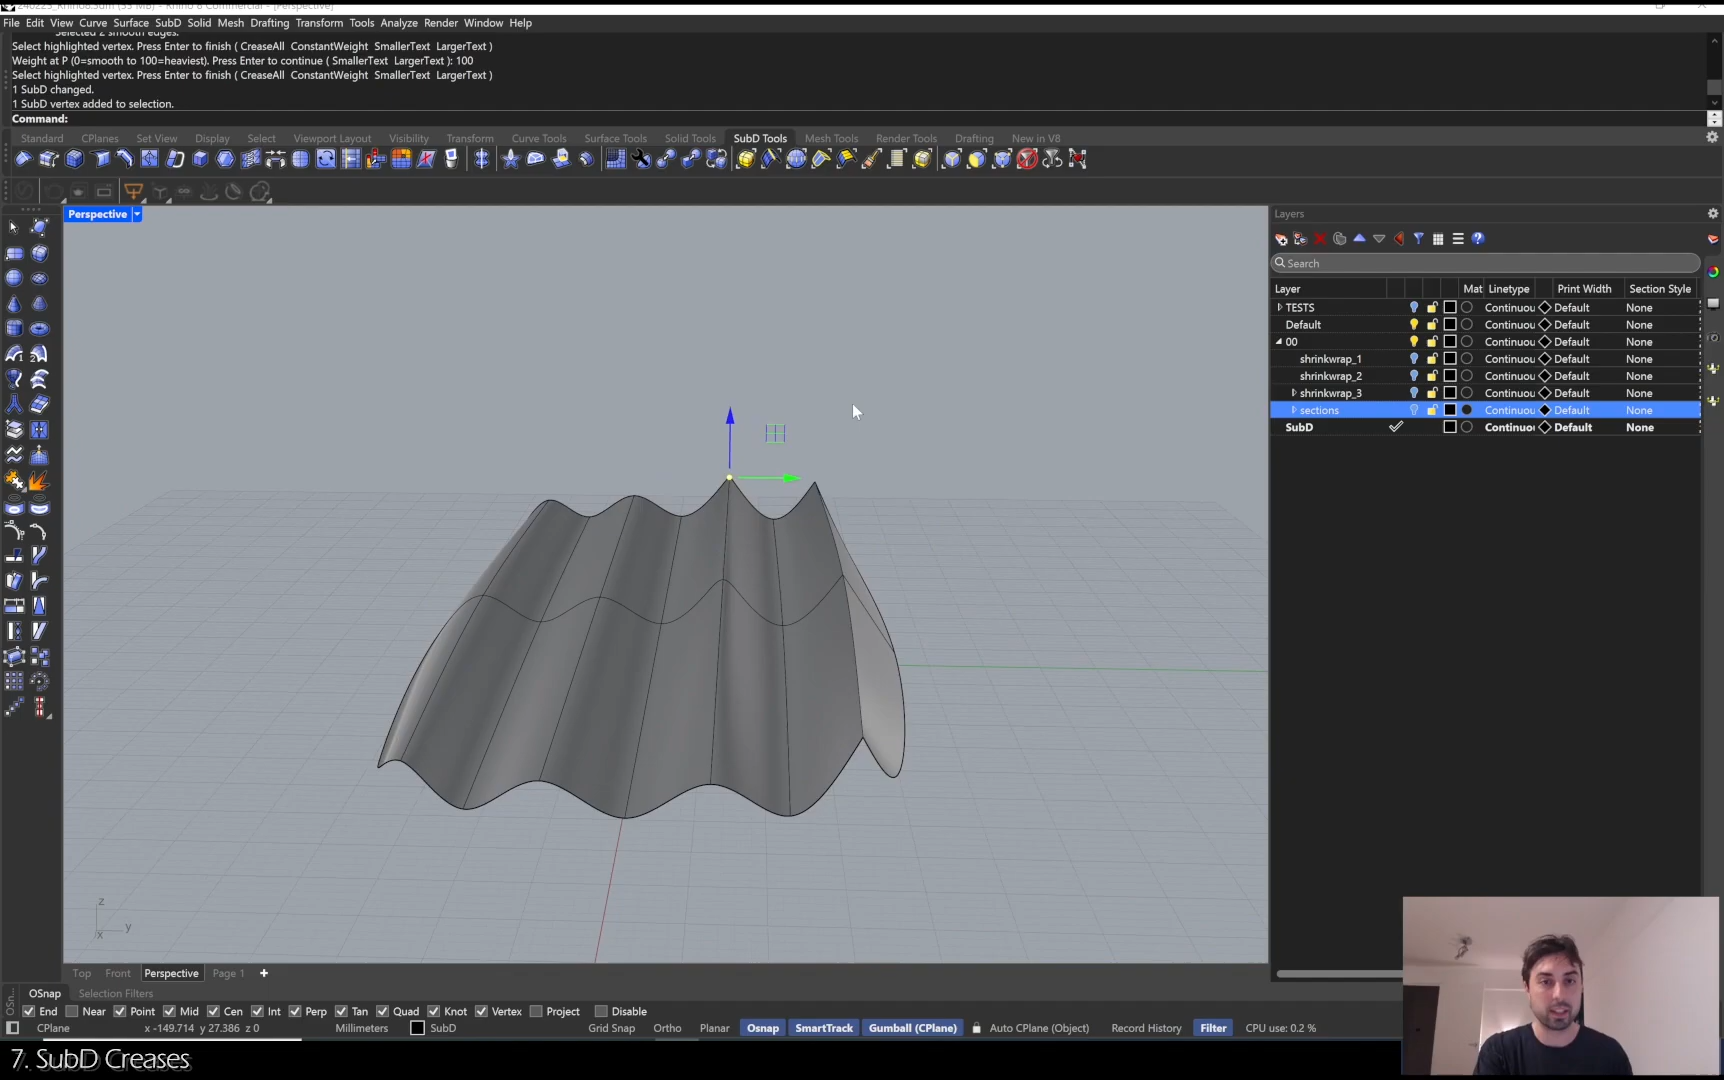 File Edit View Curve Surface SubD Solid Mesh Drafting Transform Tools Analyze Render Window Help
Selected 2 smooth edges.
Select highlighted vertex. Press Enter to finish ( CreaseAll ConstantWeight SmallerText LargerText )
Weight at P (0=smooth to 100=heaviest). Press Enter to continue ( SmallerText LargerText ): 100
Select highlighted vertex. Press Enter to finish ( CreaseAll ConstantWeight SmallerText LargerText )
1 SubD changed.
1 SubD vertex added to selection.
Command:
Standard CPlanes Set View Display Select Viewport Layout Visibility Transform Curve Tools Surface Tools Solid Tools SubD Tools Mesh Tools Render Tools Drafting New in V8
Perspective
Layers
Search
Layer Mat Linetype Print Width Section Style
TESTS Continuou Default None
Default Continuou Default None
00 Continuou Default None
shrinkwrap_1 Continuou Default None
shrinkwrap_2 Continuou Default None
shrinkwrap_3 Continuou Default None
sections Continuou Default None
SubD Continuou Default None
z
y
x
Top Front Perspective Page 1
OSnap Selection Filters
End Near Point Mid Cen Int Perp Tan Quad Knot Vertex Project Disable
CPlane x -149.714 y 27.386 z 0 Millimeters SubD Grid Snap Ortho Planar Osnap SmartTrack Gumball (CPlane) Auto CPlane (Object) Record History Filter CPU use: 0.2 %
7. SubD Creases